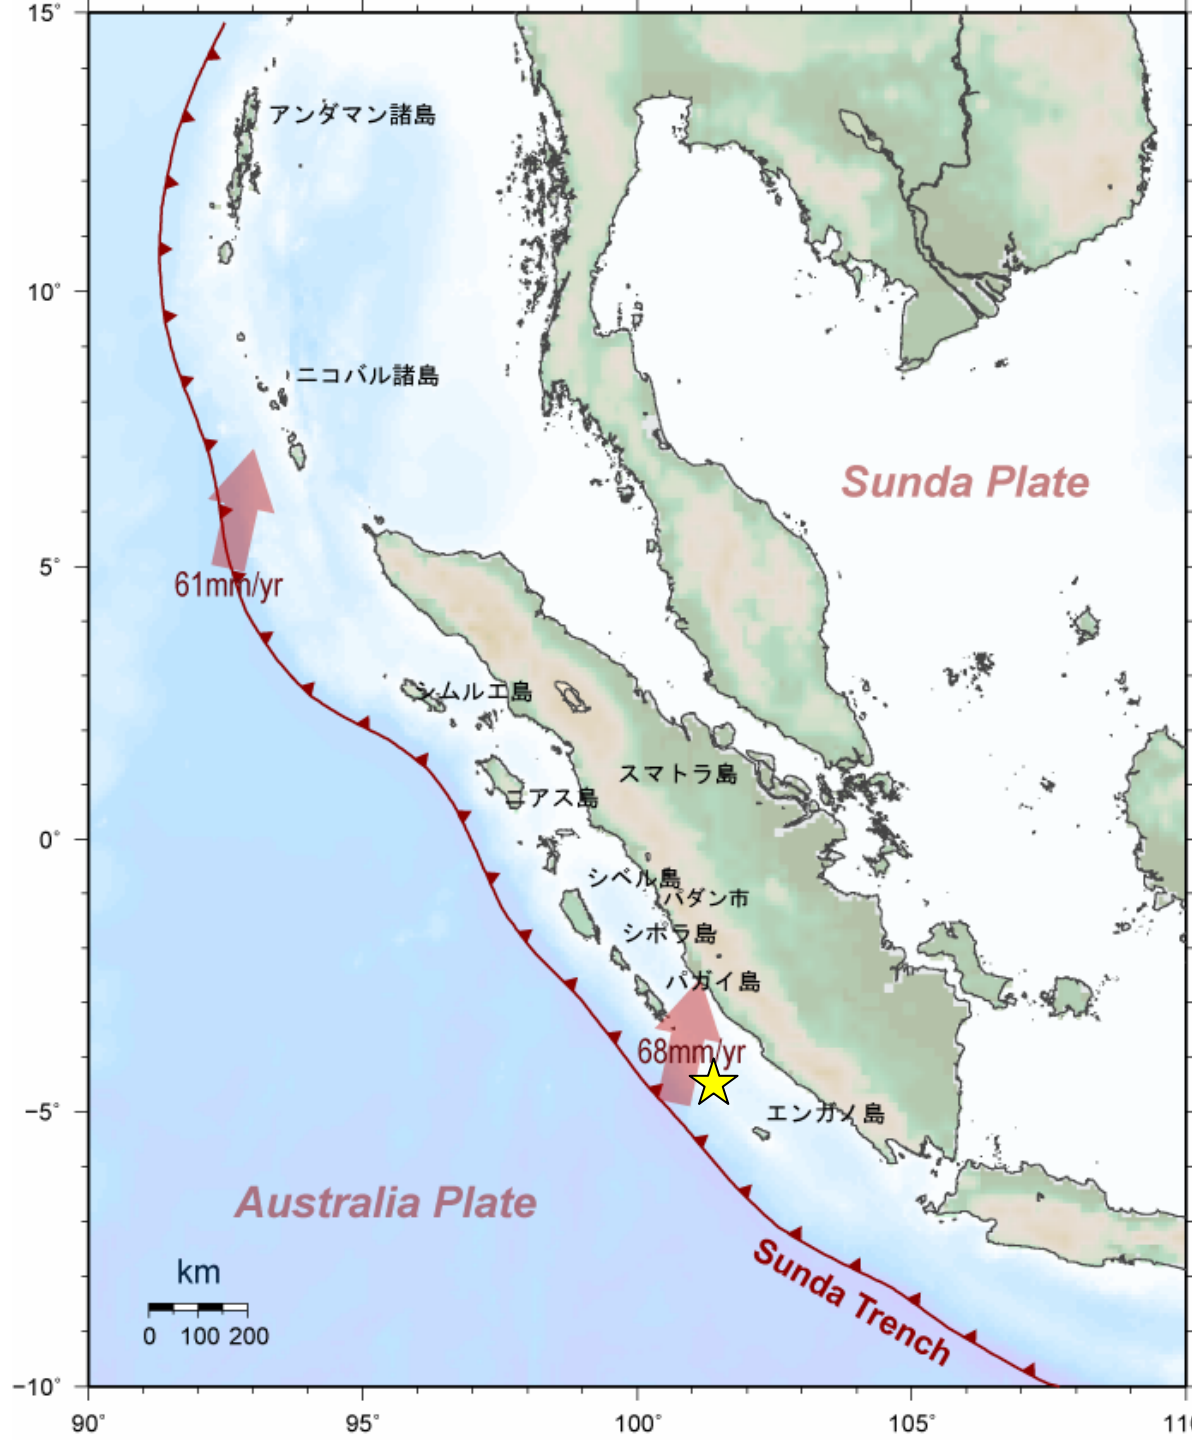 15°
アンダマン諸島
10°
ニコバル諸島
Sunda Plate
5°
61mm/yr
シムルエ島
スマトラ島
ニアス島
0°
シベル島
パダン市
シポラ島
パガイ島
68mm/yr
-5°
エンガノ島
Australia Plate
Sunda Trench
km
0 100 200
-10°
90° 95° 100° 105° 110